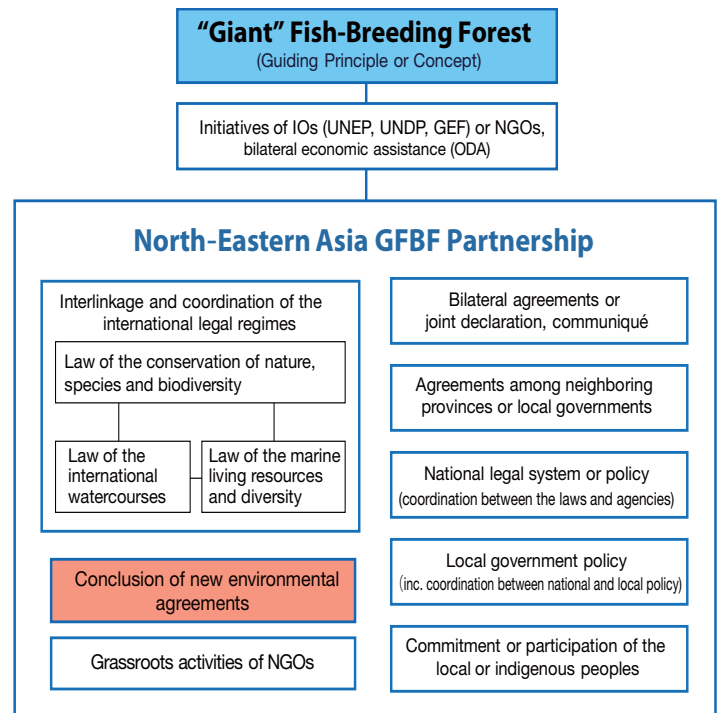 “Giant” Fish-Breeding Forest
(Guiding Principle or Concept)
Initiatives of IOs (UNEP, UNDP, GEF) or NGOs,
bilateral economic assistance (ODA)
North-Eastern Asia GFBF Partnership
Interlinkage and coordination of the
international legal regimes
Law of the conservation of nature,
species and biodiversity
Law of the
international
watercourses
Law of the marine
living resources
and diversity
Conclusion of new environmental
agreements
Grassroots activities of NGOs
Bilateral agreements or
joint declaration, communiqué
Agreements among neighboring
provinces or local governments
National legal system or policy
(coordination between the laws and agencies)
Local government policy
(inc. coordination between national and local policy)
Commitment or participation of the
local or indigenous peoples